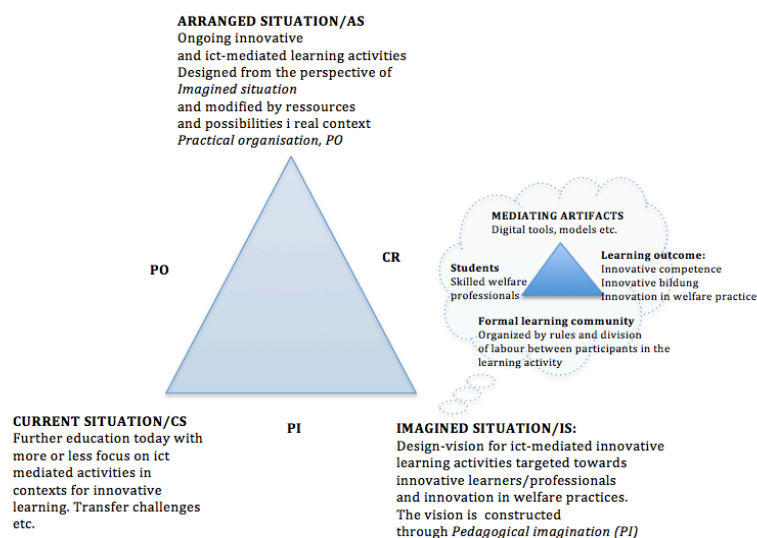 ARRANGED SITUATION/AS
Ongoing innovative
and ict-mediated learning activities
Designed from the perspective of
Imagined situation
and modified by ressources
and possibilities i real context
Practical organisation, PO
PO
CR
PI
MEDIATING ARTIFACTS
Digital tools, models etc.
Students
Skilled welfare
professionals
Learning outcome:
Innovative competence
Innovative bildung
Innovation in welfare practice
Formal learning community
Organized by rules and division
of labour between participants in the
learning activity
CURRENT SITUATION/CS
Further education today with
more or less focus on ict
mediated activities in
contexts for innovative
learning. Transfer challenges
etc.
IMAGINED SITUATION/IS:
Design-vision for ict-mediated innovative
learning activities targeted towards
innovative learners/professionals
and innovation in welfare practices.
The vision is constructed
through Pedagogical imagination (PI)